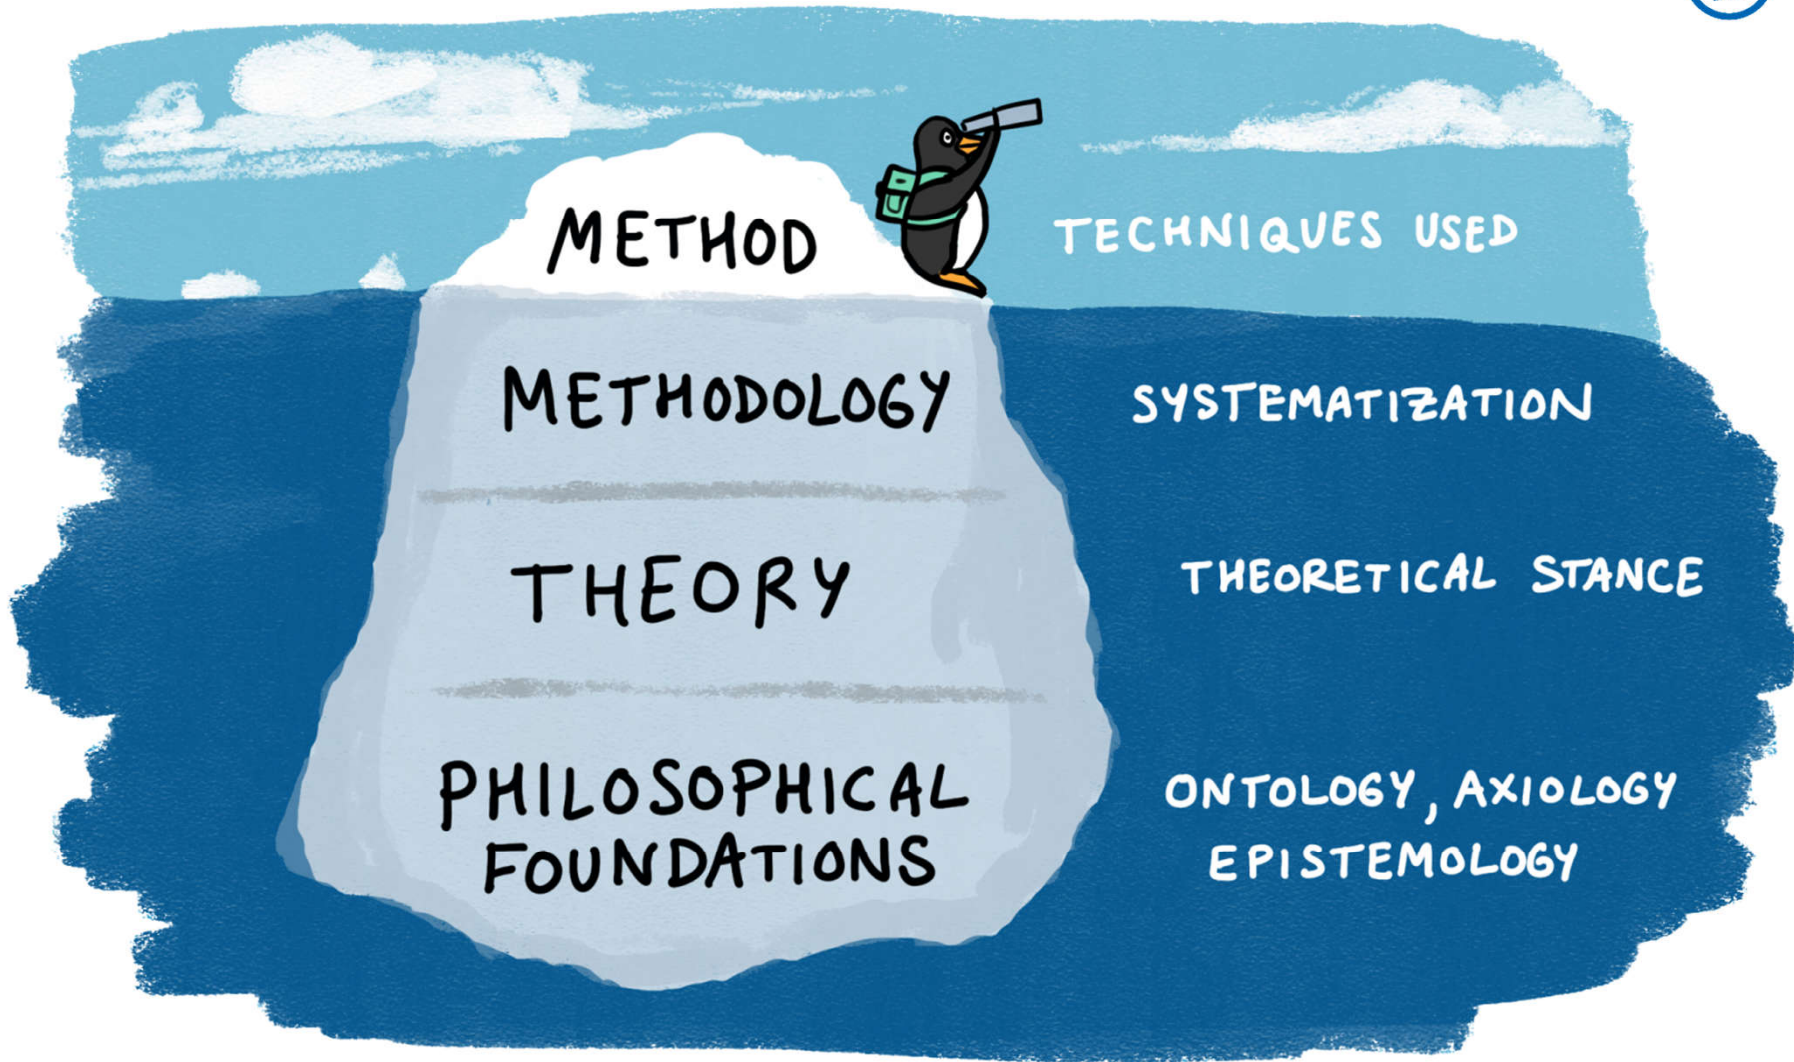 METHOD
TECHNIQUES USED
METHODOLOGY
SYSTEMATIZATION
THEORY
THEORETICAL STANCE
PHILOSOPHICAL
FOUNDATIONS
ONTOLOGY, AXIOLOGY
EPISTEMOLOGY